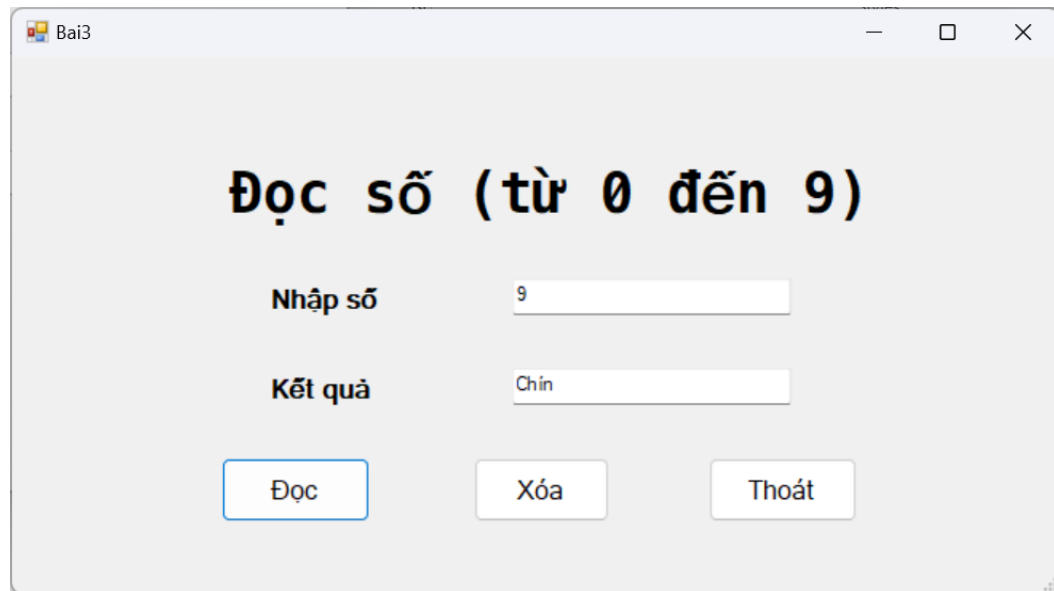 Bai3
Đọc số (từ 0 đến 9)
Nhập số 9
Kết quả Chín
Đọc Xóa Thoát